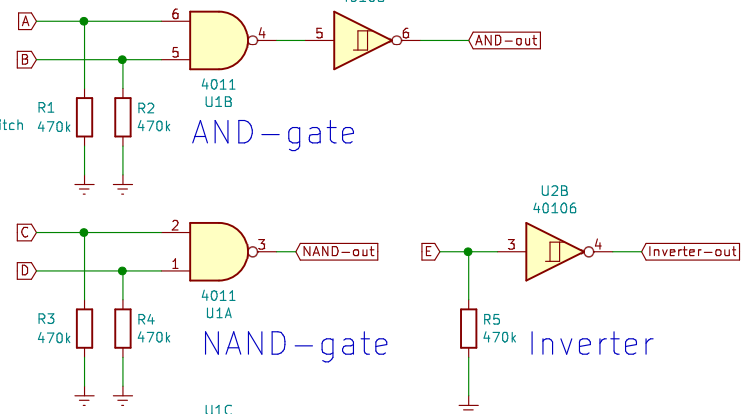 A
6
4
5
6
AND-out
B
5
4011
U1B
R1
470k
R2
470k
itch
AND-gate
U2B
40106
C
2
3
NAND-out
E
3
4
Inverter-out
D
1
4011
U1A
R3
470k
R4
470k
R5
470k
NAND-gate
Inverter
U1C